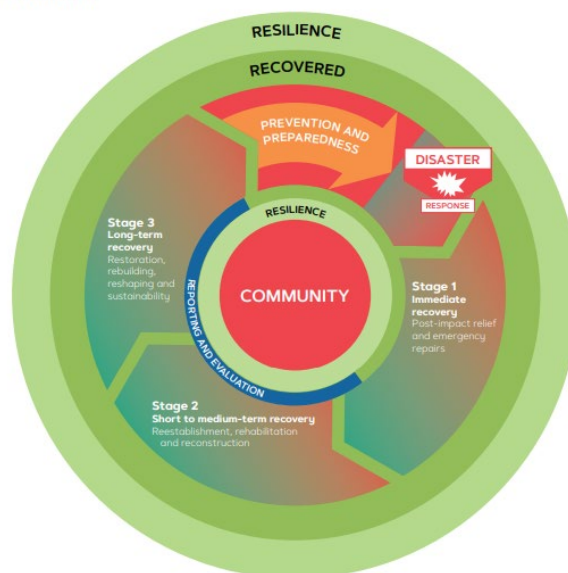 RESILIENCE
RECOVERED
PREVENTION AND
PREPAREDNESS
DISASTER
RESPONSE
RESILIENCE
COMMUNITY
REPORTING AND EVALUATION
Stage 1
Immediate
recovery
Post-impact relief
and emergency
repairs
Stage 2
Short to medium-term recovery
Reestablishment, rehabilitation
and reconstruction
Stage 3
Long-term
recovery
Restoration,
rebuilding,
reshaping and
sustainability